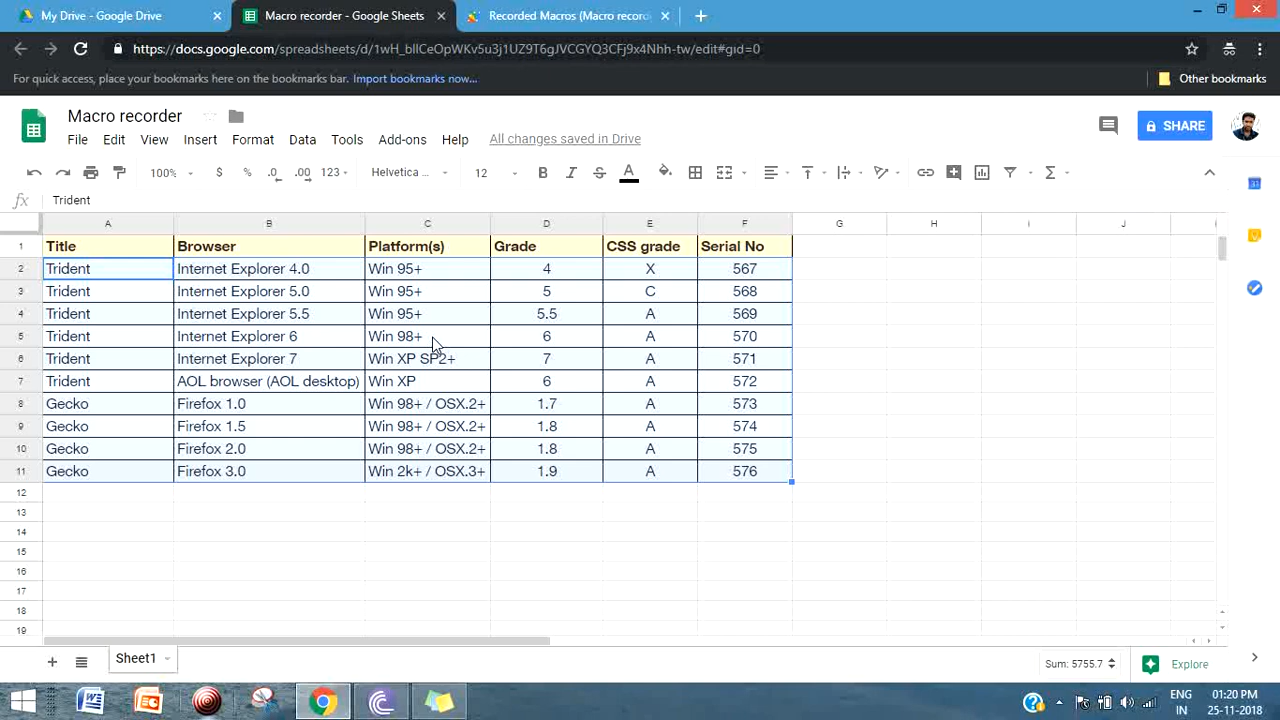 My Drive - Google Drive
Macro recorder - Google Sheets
Recorded Macros (Macro record
https://docs.google.com/spreadsheets/d/1wH_bllCeOpWKv5u3j1UZ9T6gJVCGYQ3CFj9x4Nhh-tw/edit#gid=0
For quick access, place your bookmarks here on the bookmarks bar. Import bookmarks now...
Other bookmarks
Macro recorder
File Edit View Insert Format Data Tools Add-ons Help All changes saved in Drive
SHARE
100% $ % .0 .00 123 Helvetica ... 12 B I S A Σ
fx Trident
A B C D E F G H I J
1 Title Browser Platform(s) Grade CSS grade Serial No
2 Trident Internet Explorer 4.0 Win 95+ 4 X 567
3 Trident Internet Explorer 5.0 Win 95+ 5 C 568
4 Trident Internet Explorer 5.5 Win 95+ 5.5 A 569
5 Trident Internet Explorer 6 Win 98+ 6 A 570
6 Trident Internet Explorer 7 Win XP SP2+ 7 A 571
7 Trident AOL browser (AOL desktop) Win XP 6 A 572
8 Gecko Firefox 1.0 Win 98+ / OSX.2+ 1.7 A 573
9 Gecko Firefox 1.5 Win 98+ / OSX.2+ 1.8 A 574
10 Gecko Firefox 2.0 Win 98+ / OSX.2+ 1.8 A 575
11 Gecko Firefox 3.0 Win 2k+ / OSX.3+ 1.9 A 576
12
13
14
15
16
17
18
19
Sheet1
Sum: 5755.7
Explore
ENG 01:20 PM
IN 25-11-2018